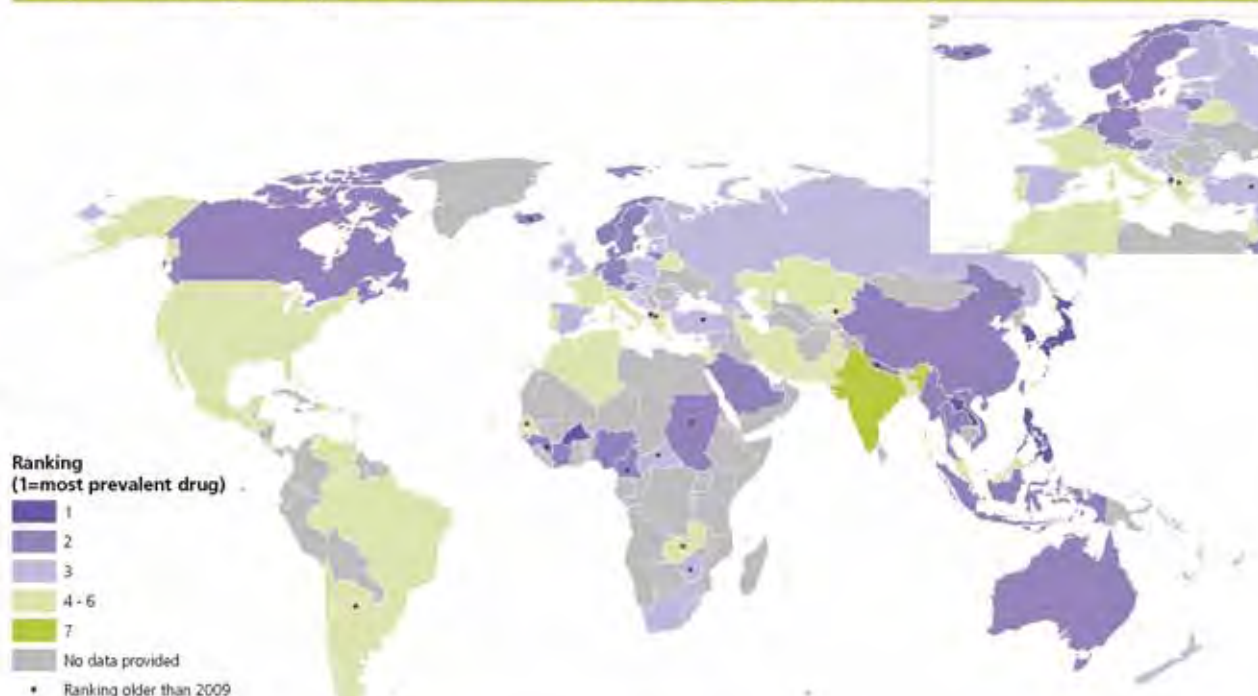 Ranking
(1=most prevalent drug)
1
2
3
4 - 6
7
No data provided
Ranking older than 2009